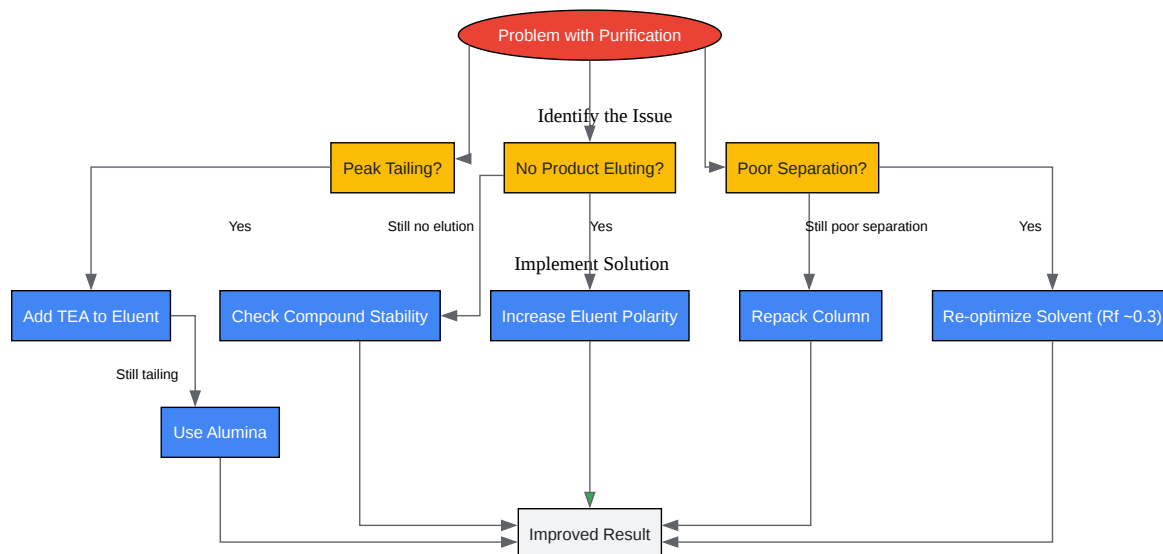 Problem with Purification
Identify the Issue
Peak Tailing?
No Product Eluting?
Poor Separation?
Yes
Still no elution
Yes
Still poor separation
Yes
Implement Solution
Add TEA to Eluent
Check Compound Stability
Increase Eluent Polarity
Repack Column
Re-optimize Solvent (Rf ~0.3)
Still tailing
Use Alumina
Improved Result